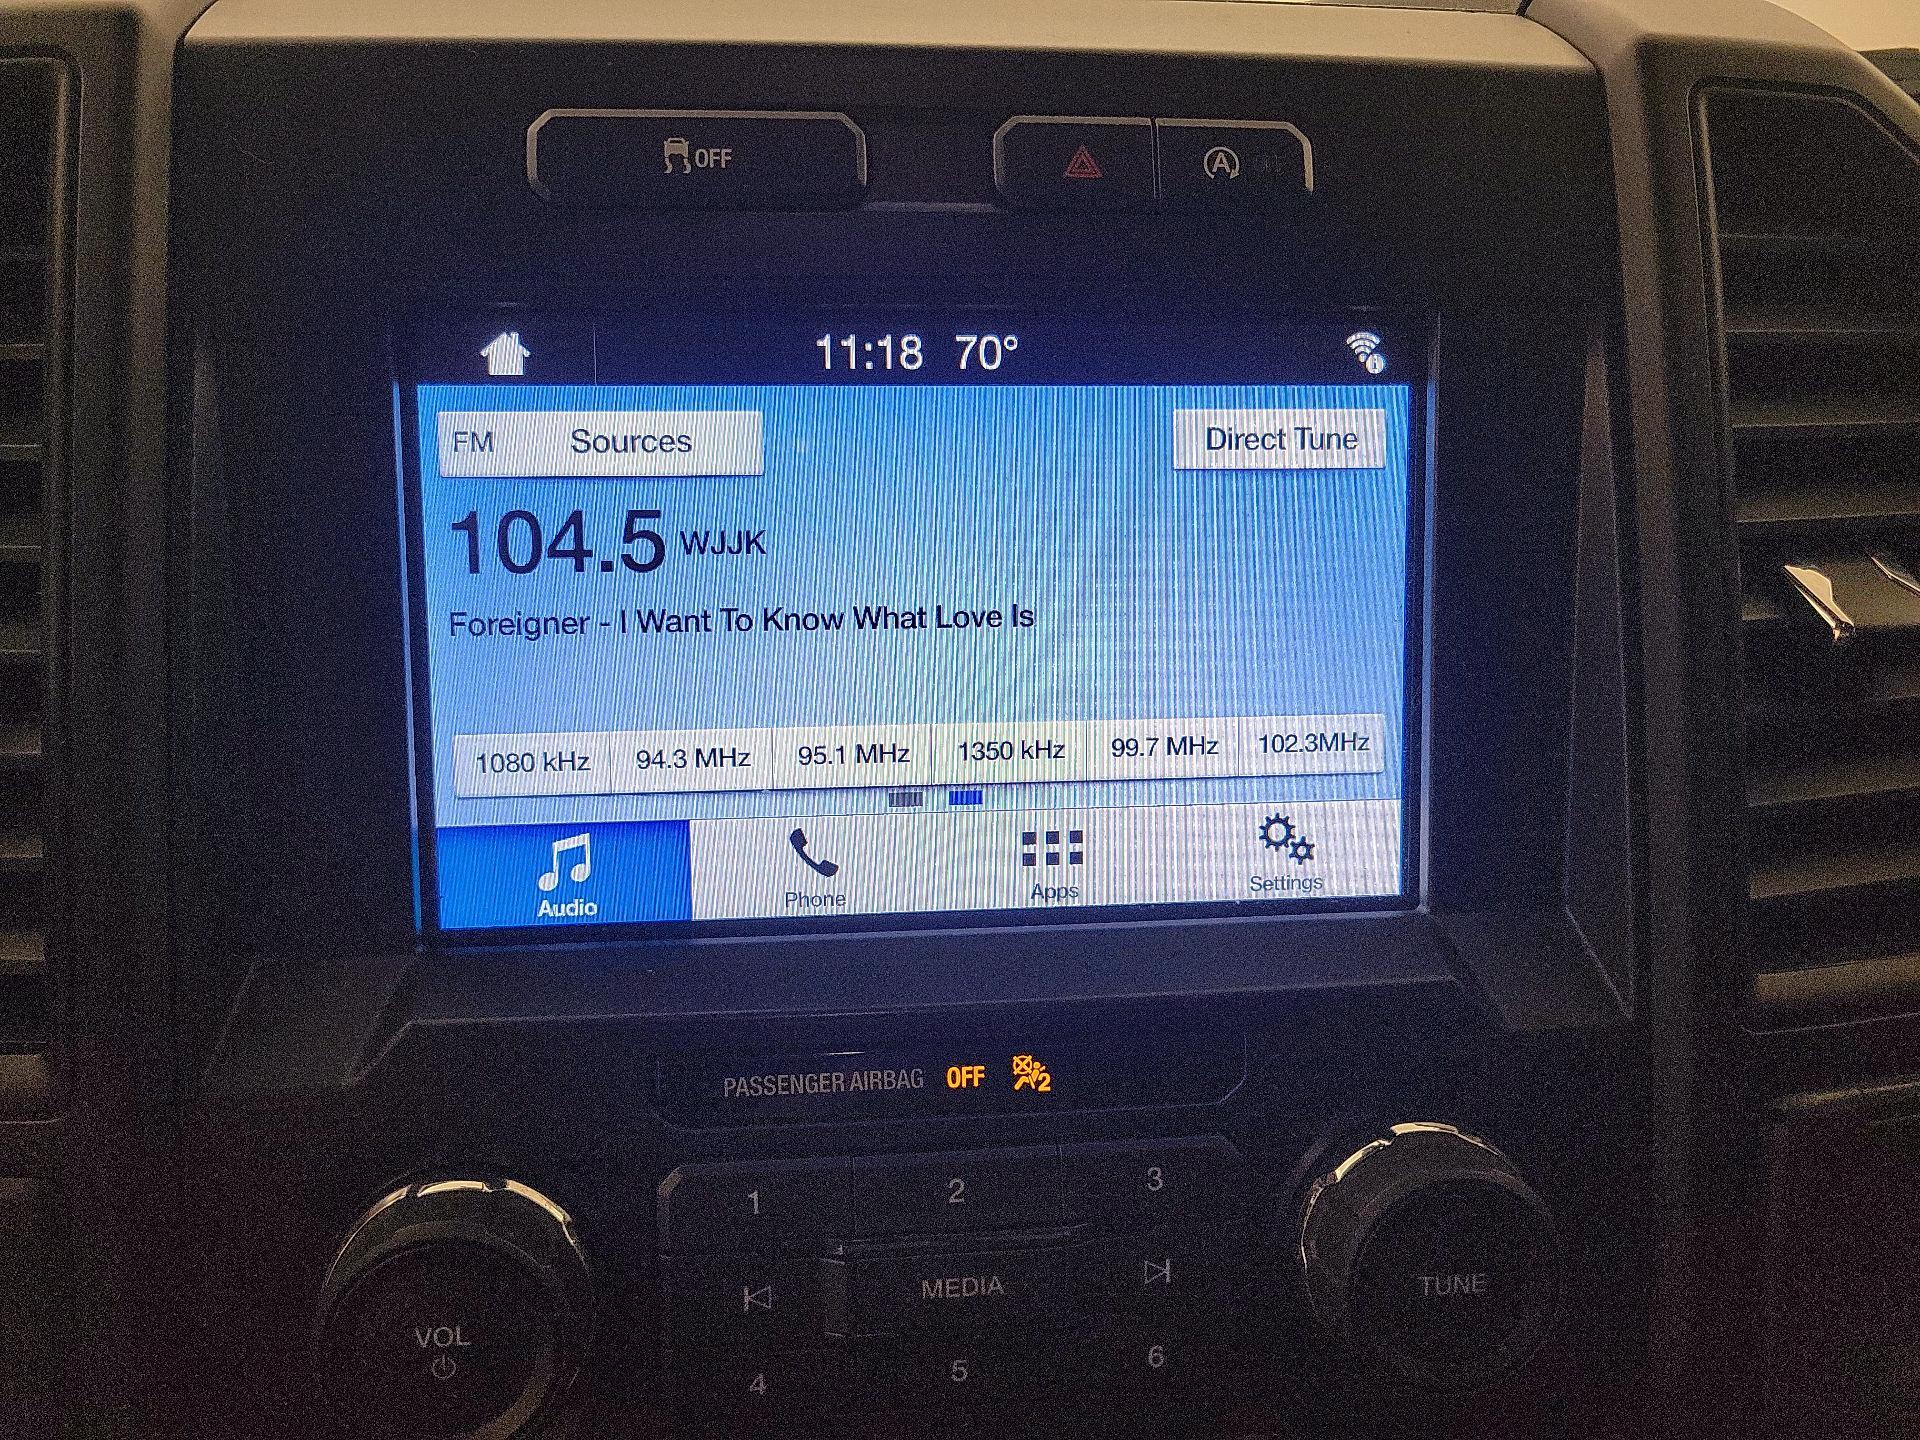 OFF
A
11:18 70°
FM Sources
Direct Tune
104.5 WJJK
Foreigner - I Want To Know What Love Is
1080 kHz 94.3 MHz 95.1 MHz 1350 kHz 99.7 MHz 102.3MHz
Audio Phone Apps Settings
PASSENGER AIRBAG OFF 2
1 2 3
MEDIA
VOL
TUNE
4 5 6